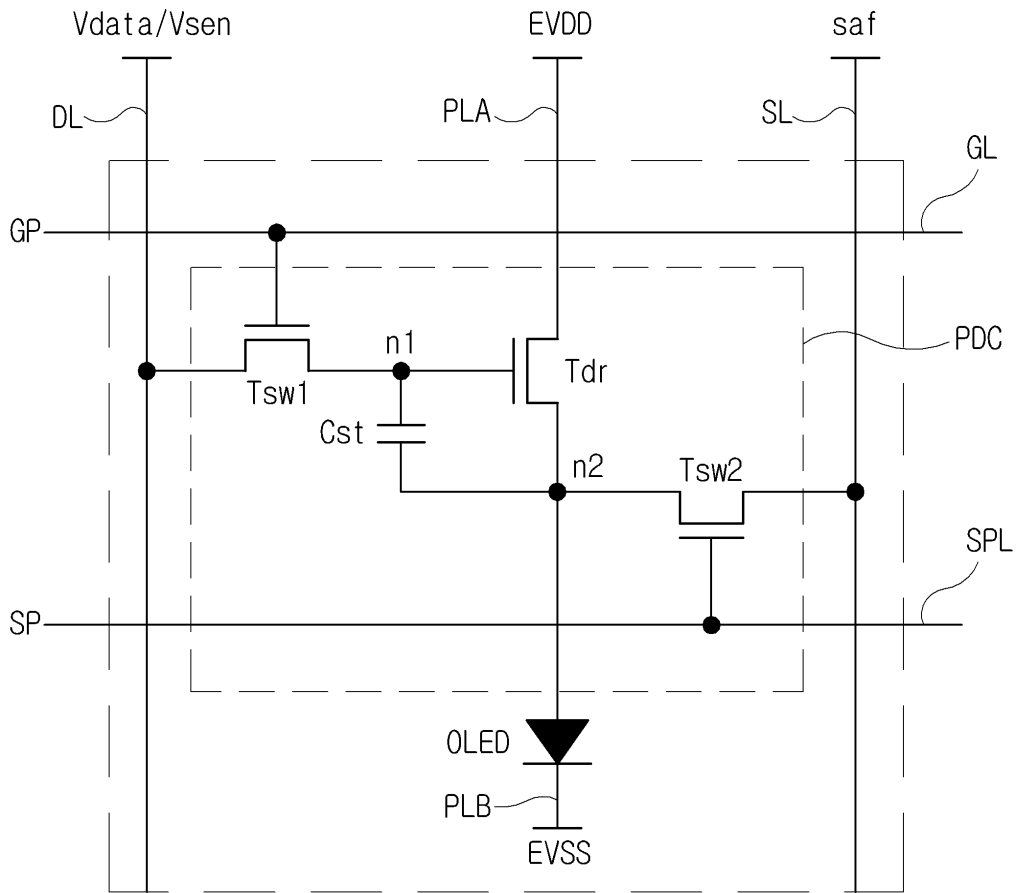 Vdata/Vsen
EVDD
saf
DL
PLA
SL
GL
GP
PDC
n1
Tsw1
Tdr
Cst
n2
Tsw2
SPL
SP
OLED
PLB
EVSS